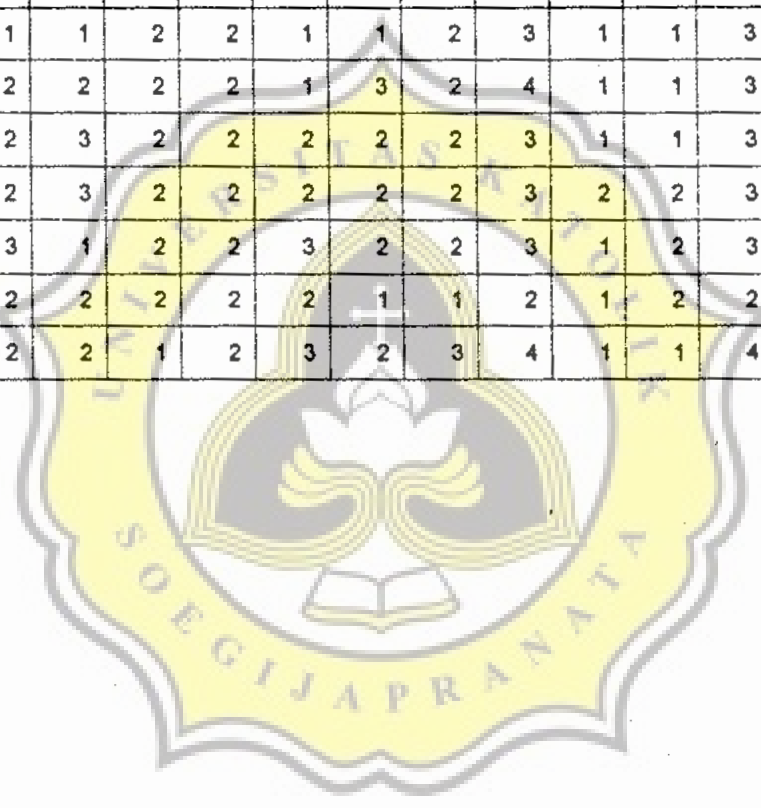 1 1 2 2 1 1 2 3 1 1 3
2 2 2 2 1 3 2 4 1 1 3
2 3 2 2 2 2 2 3 1 1 3
2 3 2 2 2 2 2 3 2 2 3
3 1 2 2 3 2 2 3 1 2 3
2 2 2 2 2 1 1 2 1 2 2
2 2 1 2 3 2 3 4 1 1 4
UNIVERSITAS KATOLIK
SOEGIJAPRANATA